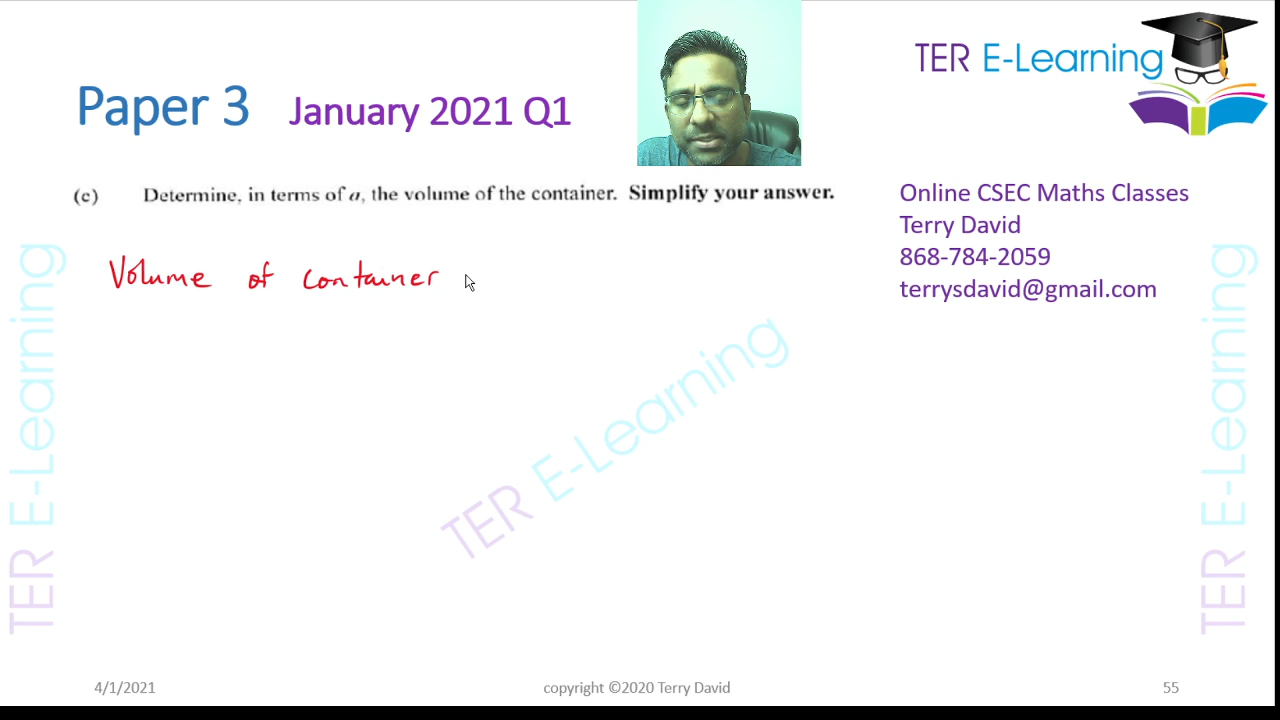 TER E-Learning
Paper 3 January 2021 Q1
(c) Determine, in terms of a, the volume of the container. Simplify your answer.
Online CSEC Maths Classes
Terry David
868-784-2059
terrysdavid@gmail.com
Volume of container
TER E-Learning
TER E-Learning
TER E-Learning
4/1/2021
copyright ©2020 Terry David
55